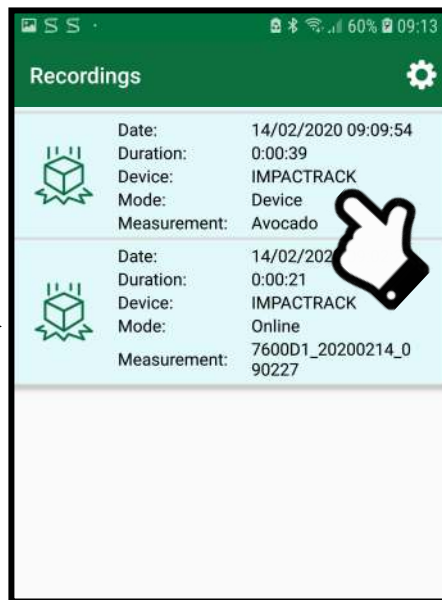 S S · 60% 09:13
Recordings
Date: 14/02/2020 09:09:54
Duration: 0:00:39
Device: IMPACTRACK
Mode: Device
Measurement: Avocado
Date: 14/02/202
Duration: 0:00:21
Device: IMPACTRACK
Mode: Online
Measurement: 7600D1_20200214_0
90227